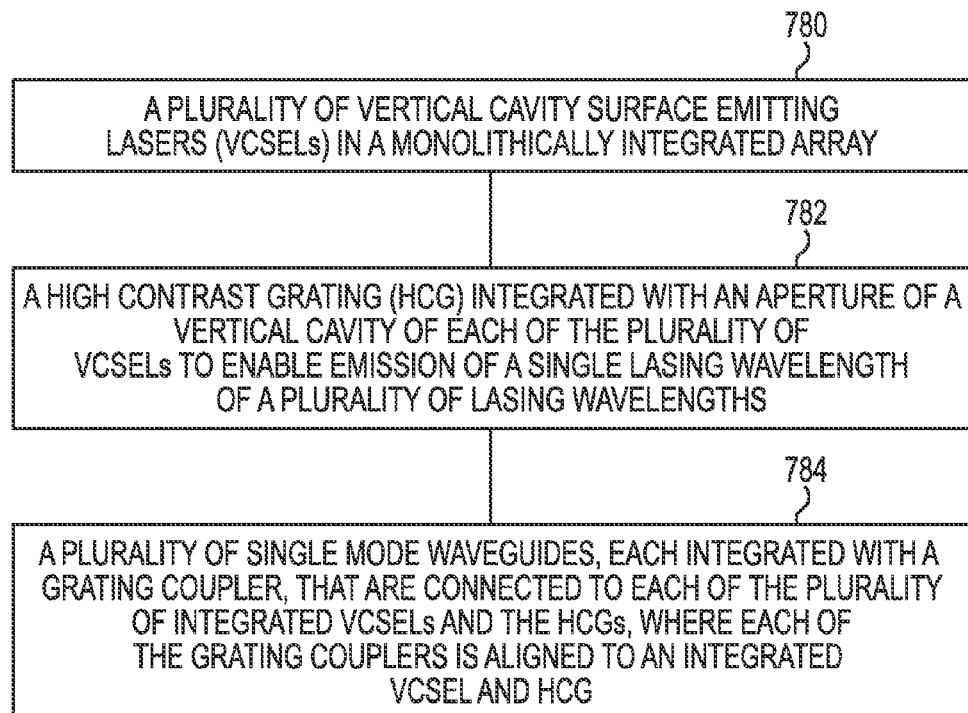 780
A PLURALITY OF VERTICAL CAVITY SURFACE EMITTING
LASERS (VCSELs) IN A MONOLITHICALLY INTEGRATED ARRAY
782
A HIGH CONTRAST GRATING (HCG) INTEGRATED WITH AN APERTURE OF A
VERTICAL CAVITY OF EACH OF THE PLURALITY OF
VCSELs TO ENABLE EMISSION OF A SINGLE LASING WAVELENGTH
OF A PLURALITY OF LASING WAVELENGTHS
784
A PLURALITY OF SINGLE MODE WAVEGUIDES, EACH INTEGRATED WITH A
GRATING COUPLER, THAT ARE CONNECTED TO EACH OF THE PLURALITY
OF INTEGRATED VCSELs AND THE HCGs, WHERE EACH OF
THE GRATING COUPLERS IS ALIGNED TO AN INTEGRATED
VCSEL AND HCG